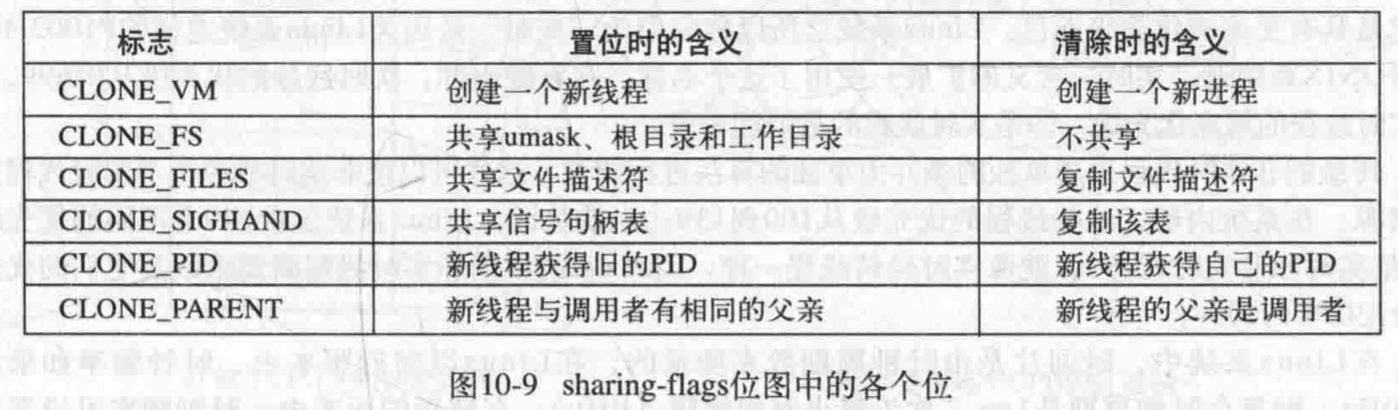 标志 置位时的含义 清除时的含义
CLONE_VM 创建一个新线程 创建一个新进程
CLONE_FS 共享umask、根目录和工作目录 不共享
CLONE_FILES 共享文件描述符 复制文件描述符
CLONE_SIGHAND 共享信号句柄表 复制该表
CLONE_PID 新线程获得旧的PID 新线程获得自己的PID
CLONE_PARENT 新线程与调用者有相同的父亲 新线程的父亲是调用者
图10-9 sharing-flags位图中的各个位